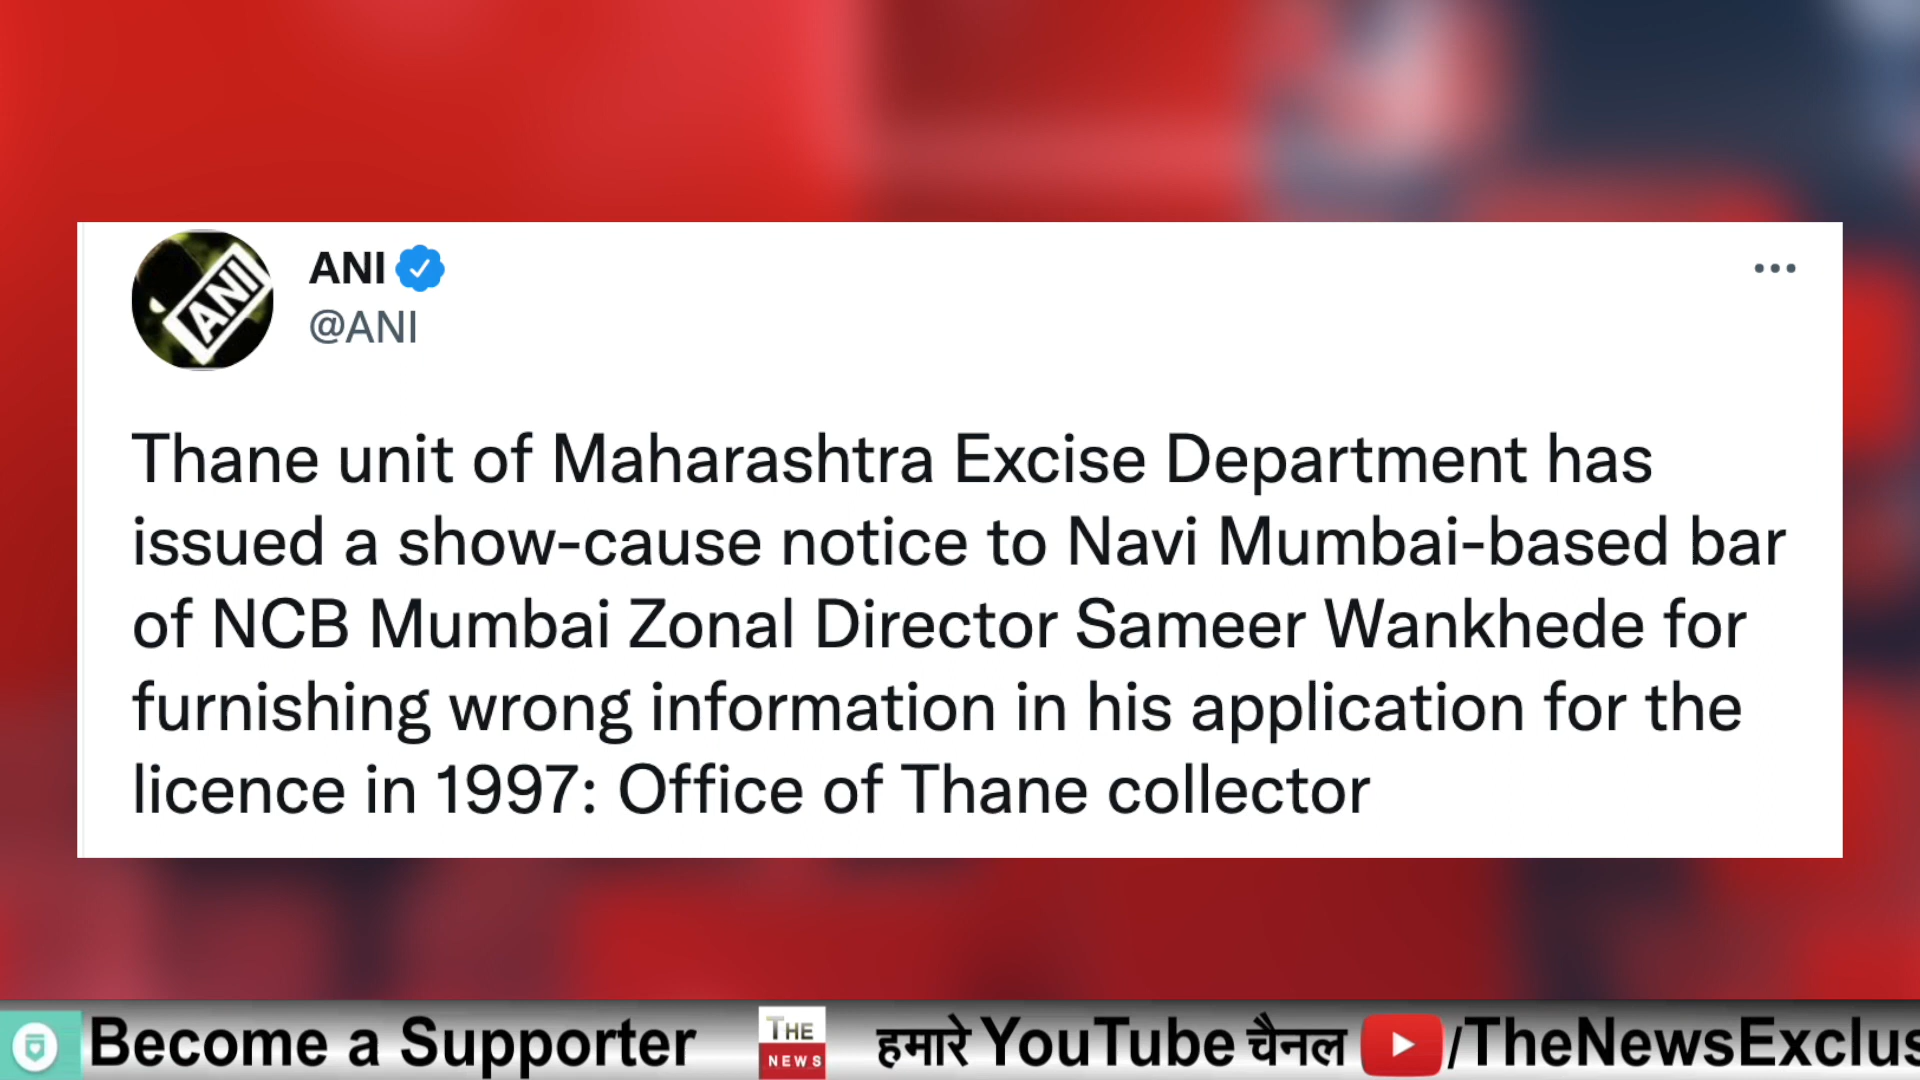 ANI
ANI
@ANI
Thane unit of Maharashtra Excise Department has
issued a show-cause notice to Navi Mumbai-based bar
of NCB Mumbai Zonal Director Sameer Wankhede for
furnishing wrong information in his application for the
licence in 1997: Office of Thane collector
Become a Supporter THE NEWS हमारे YouTube चैनल /TheNewsExclus